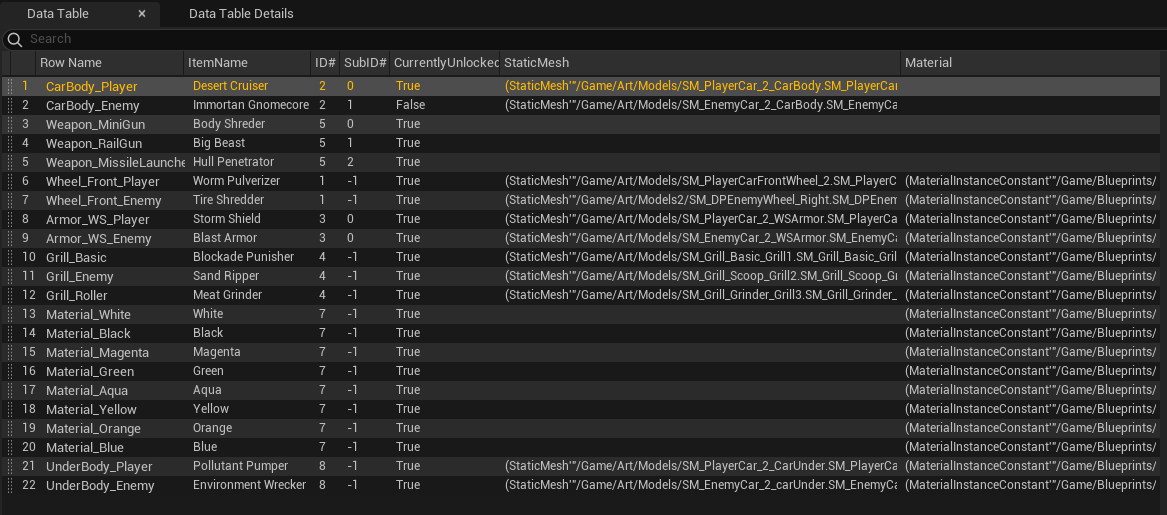 Data Table × Data Table Details
Search
Row Name ItemName ID# SubID# CurrentlyUnlocked StaticMesh Material
1 CarBody_Player Desert Cruiser 2 0 True (StaticMesh'"/Game/Art/Models/SM_PlayerCar_2_CarBody.SM_PlayerCar
2 CarBody_Enemy Immortan Gnomecore 2 1 False (StaticMesh'"/Game/Art/Models/SM_EnemyCar_2_CarBody.SM_EnemyCa
3 Weapon_MiniGun Body Shreder 5 0 True
4 Weapon_RailGun Big Beast 5 1 True
5 Weapon_MissileLaunche Hull Penetrator 5 2 True
6 Wheel_Front_Player Worm Pulverizer 1 -1 True (StaticMesh'"/Game/Art/Models/SM_PlayerCarFrontWheel_2.SM_PlayerC (MaterialInstanceConstant'"/Game/Blueprints/
7 Wheel_Front_Enemy Tire Shredder 1 -1 True (StaticMesh'"/Game/Art/Models2/SM_DPEnemyWheel_Right.SM_DPEnem (MaterialInstanceConstant'"/Game/Blueprints/
8 Armor_WS_Player Storm Shield 3 0 True (StaticMesh'"/Game/Art/Models/SM_PlayerCar_2_WSArmor.SM_PlayerCa (MaterialInstanceConstant'"/Game/Blueprints/
9 Armor_WS_Enemy Blast Armor 3 0 True (StaticMesh'"/Game/Art/Models/SM_EnemyCar_2_WSArmor.SM_EnemyCa (MaterialInstanceConstant'"/Game/Blueprints/
10 Grill_Basic Blockade Punisher 4 -1 True (StaticMesh'"/Game/Art/Models/SM_Grill_Basic_Grill1.SM_Grill_Basic_Gril (MaterialInstanceConstant'"/Game/Blueprints/
11 Grill_Enemy Sand Ripper 4 -1 True (StaticMesh'"/Game/Art/Models/SM_Grill_Scoop_Grill2.SM_Grill_Scoop_Gr (MaterialInstanceConstant'"/Game/Blueprints/
12 Grill_Roller Meat Grinder 4 -1 True (StaticMesh'"/Game/Art/Models/SM_Grill_Grinder_Grill3.SM_Grill_Grinder_ (MaterialInstanceConstant'"/Game/Blueprints/
13 Material_White White 7 -1 True (MaterialInstanceConstant'"/Game/Blueprints/
14 Material_Black Black 7 -1 True (MaterialInstanceConstant'"/Game/Blueprints/
15 Material_Magenta Magenta 7 -1 True (MaterialInstanceConstant'"/Game/Blueprints/
16 Material_Green Green 7 -1 True (MaterialInstanceConstant'"/Game/Blueprints/
17 Material_Aqua Aqua 7 -1 True (MaterialInstanceConstant'"/Game/Blueprints/
18 Material_Yellow Yellow 7 -1 True (MaterialInstanceConstant'"/Game/Blueprints/
19 Material_Orange Orange 7 -1 True (MaterialInstanceConstant'"/Game/Blueprints/
20 Material_Blue Blue 7 -1 True (MaterialInstanceConstant'"/Game/Blueprints/
21 UnderBody_Player Pollutant Pumper 8 -1 True (StaticMesh'"/Game/Art/Models/SM_PlayerCar_2_CarUnder.SM_PlayerCa (MaterialInstanceConstant'"/Game/Blueprints/
22 UnderBody_Enemy Environment Wrecker 8 -1 True (StaticMesh'"/Game/Art/Models/SM_EnemyCar_2_carUnder.SM_EnemyCa (MaterialInstanceConstant'"/Game/Blueprints/